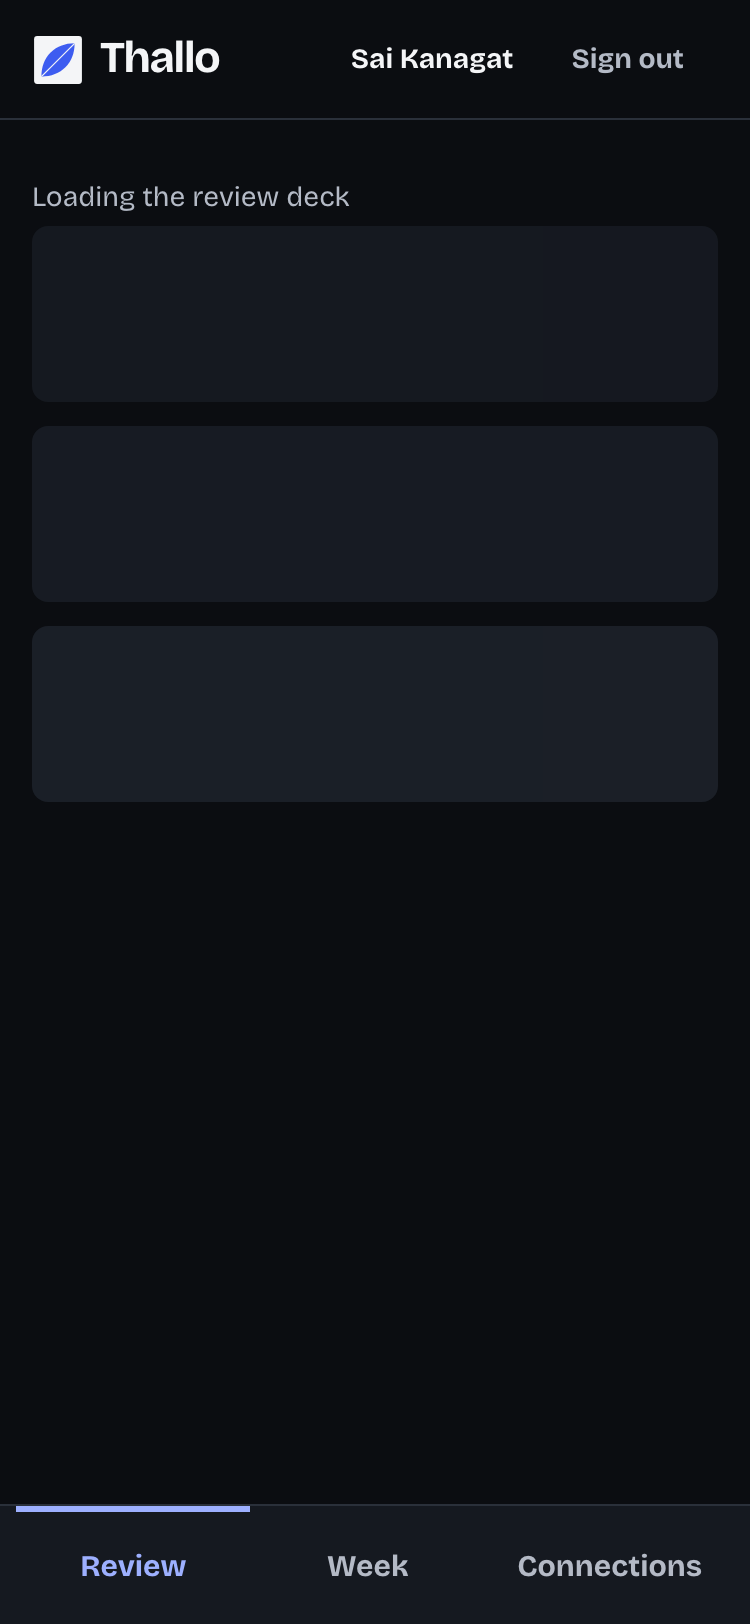 Thallo
Sai Kanagat
Sign out
Loading the review deck
Review
Week
Connections